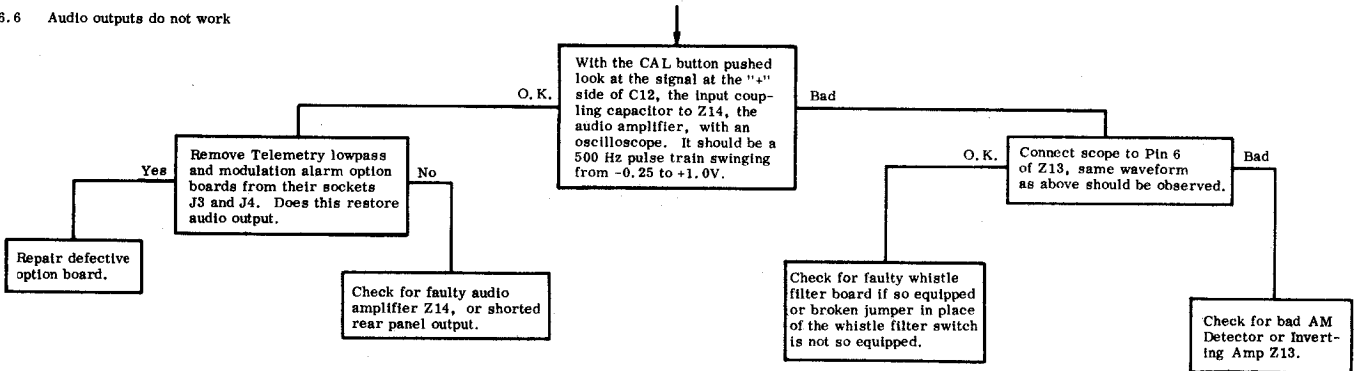 6.6 Audio outputs do not work
With the CAL button pushed
look at the signal at the "+"
side of C12, the input coup-
ling capacitor to Z14, the
audio amplifier, with an
oscilloscope. It should be a
500 Hz pulse train swinging
from -0.25 to +1.0V.
O.K.
Bad
Remove Telemetry lowpass
and modulation alarm option
boards from their sockets
J3 and J4. Does this restore
audio output.
Yes
No
Repair defective
option board.
Check for faulty audio
amplifier Z14, or shorted
rear panel output.
Connect scope to Pin 6
of Z13, same waveform
as above should be observed.
O.K.
Bad
Check for faulty whistle
filter board if so equipped
or broken jumper in place
of the whistle filter switch
is not so equipped.
Check for bad AM
Detector or Invert-
ing Amp Z13.